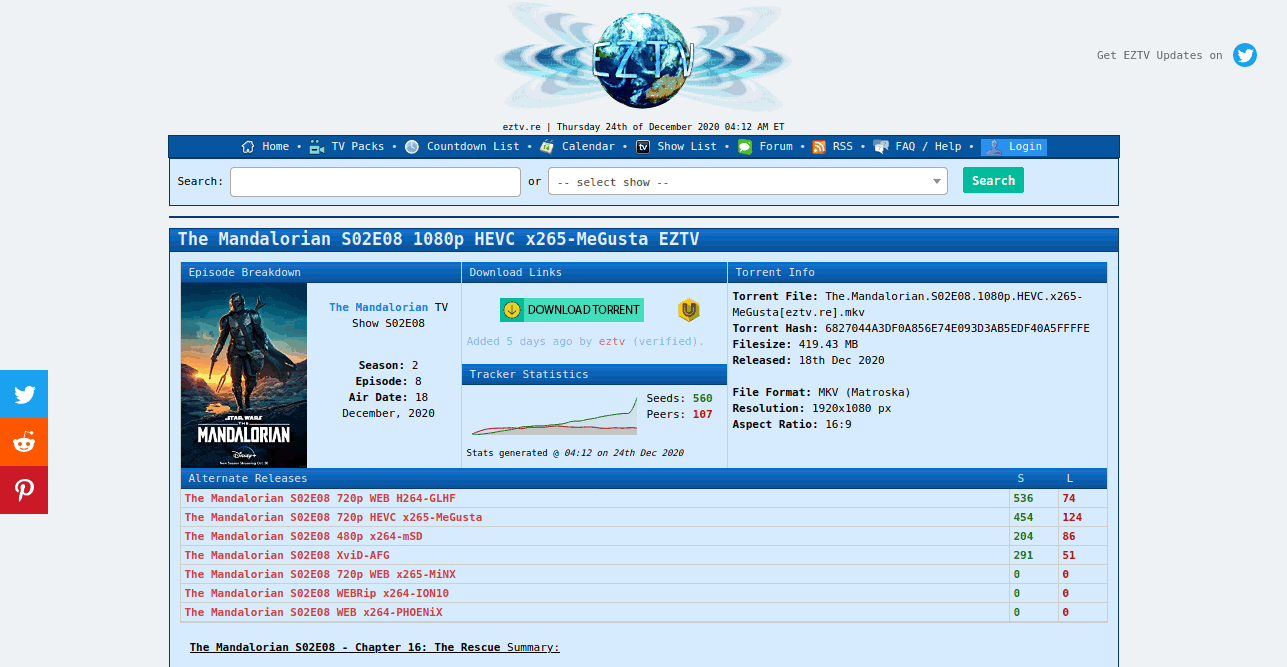 EZTV
Get EZTV Updates on
eztv.re | Thursday 24th of December 2020 04:12 AM ET
Home • TV Packs • Countdown List • Calendar • tv Show List • Forum • RSS • FAQ / Help • Login
Search: or -- select show -- Search
The Mandalorian S02E08 1080p HEVC x265-MeGusta EZTV
Episode Breakdown
STAR WARS
THE
MANDALORIAN
Disney+
New Season Streaming Oct. 30
The Mandalorian TV
Show S02E08
Season: 2
Episode: 8
Air Date: 18
December, 2020
Download Links
DOWNLOAD TORRENT
Added 5 days ago by eztv (verified).
Tracker Statistics
Seeds: 560
Peers: 107
Stats generated @ 04:12 on 24th Dec 2020
Torrent Info
Torrent File: The.Mandalorian.S02E08.1080p.HEVC.x265-
MeGusta[eztv.re].mkv
Torrent Hash: 6827044A3DF0A856E74E093D3AB5EDF40A5FFFFE
Filesize: 419.43 MB
Released: 18th Dec 2020
File Format: MKV (Matroska)
Resolution: 1920x1080 px
Aspect Ratio: 16:9
Alternate Releases S L
The Mandalorian S02E08 720p WEB H264-GLHF 536 74
The Mandalorian S02E08 720p HEVC x265-MeGusta 454 124
The Mandalorian S02E08 480p x264-mSD 204 86
The Mandalorian S02E08 XviD-AFG 291 51
The Mandalorian S02E08 720p WEB x265-MiNX 0 0
The Mandalorian S02E08 WEBRip x264-ION10 0 0
The Mandalorian S02E08 WEB x264-PHOENiX 0 0
The Mandalorian S02E08 - Chapter 16: The Rescue Summary: